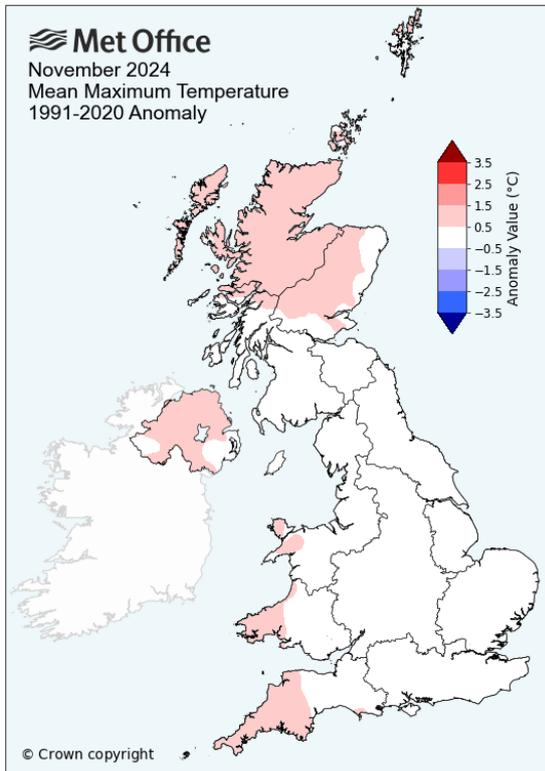 Met Office
November 2024
Mean Maximum Temperature
1991-2020 Anomaly
3.5
2.5
1.5
0.5
−0.5
−1.5
−2.5
−3.5
Anomaly Value (°C)
© Crown copyright